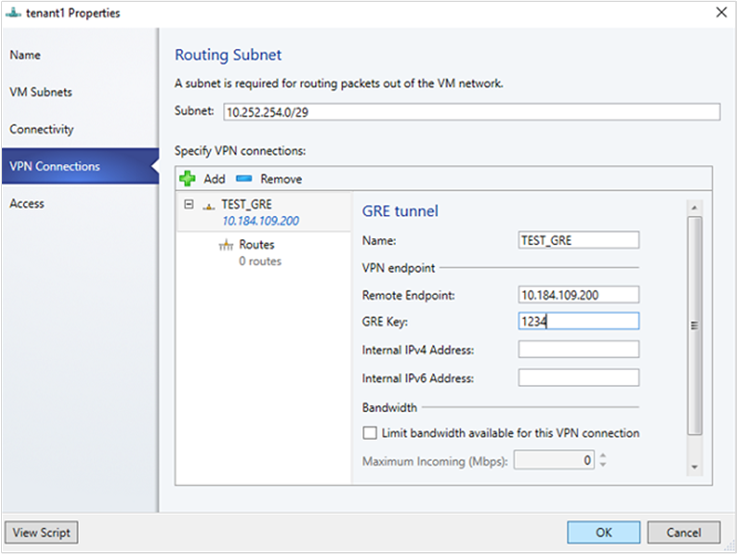 tenant1 Properties
Name
VM Subnets
Connectivity
VPN Connections
Access
Routing Subnet
A subnet is required for routing packets out of the VM network.
Subnet: 10.252.254.0/29
Specify VPN connections:
Add Remove
TEST_GRE
10.184.109.200
Routes
0 routes
GRE tunnel
Name: TEST_GRE
VPN endpoint
Remote Endpoint: 10.184.109.200
GRE Key: 1234
Internal IPv4 Address:
Internal IPv6 Address:
Bandwidth
Limit bandwidth available for this VPN connection
Maximum Incoming (Mbps): 0
View Script OK Cancel